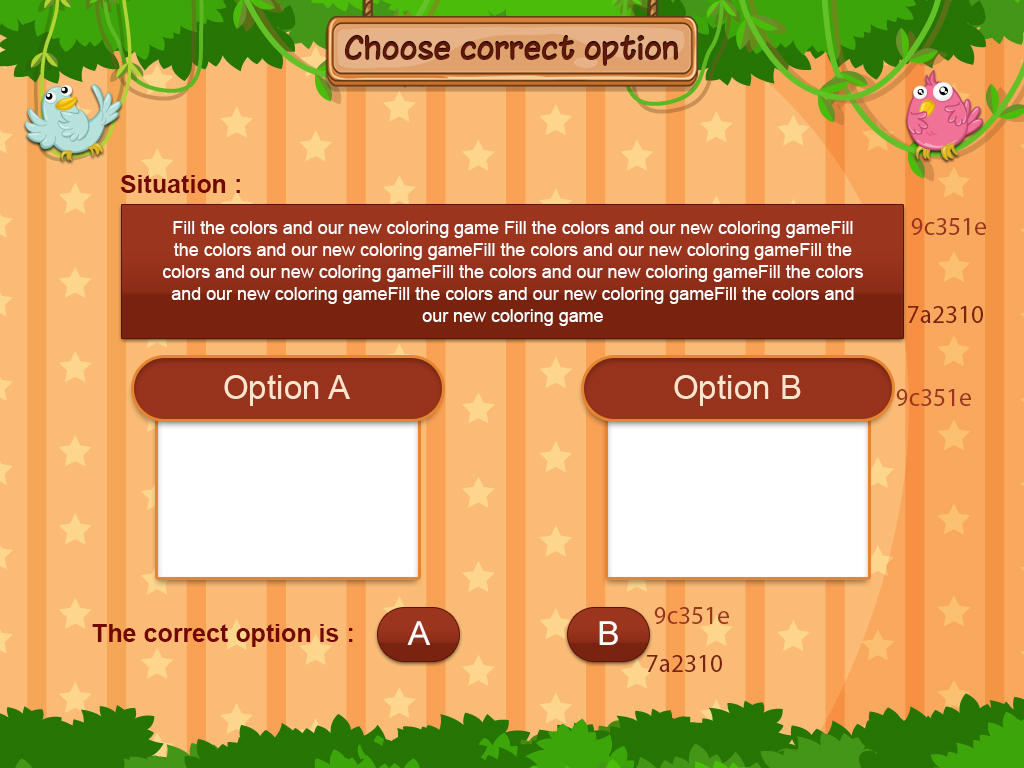 Choose correct option
Situation :
Fill the colors and our new coloring game Fill the colors and our new coloring gameFill
the colors and our new coloring gameFill the colors and our new coloring gameFill the
colors and our new coloring gameFill the colors and our new coloring gameFill the colors
and our new coloring gameFill the colors and our new coloring gameFill the colors and
our new coloring game
9c351e
7a2310
Option A
Option B
9c351e
The correct option is :
A
B
9c351e
7a2310